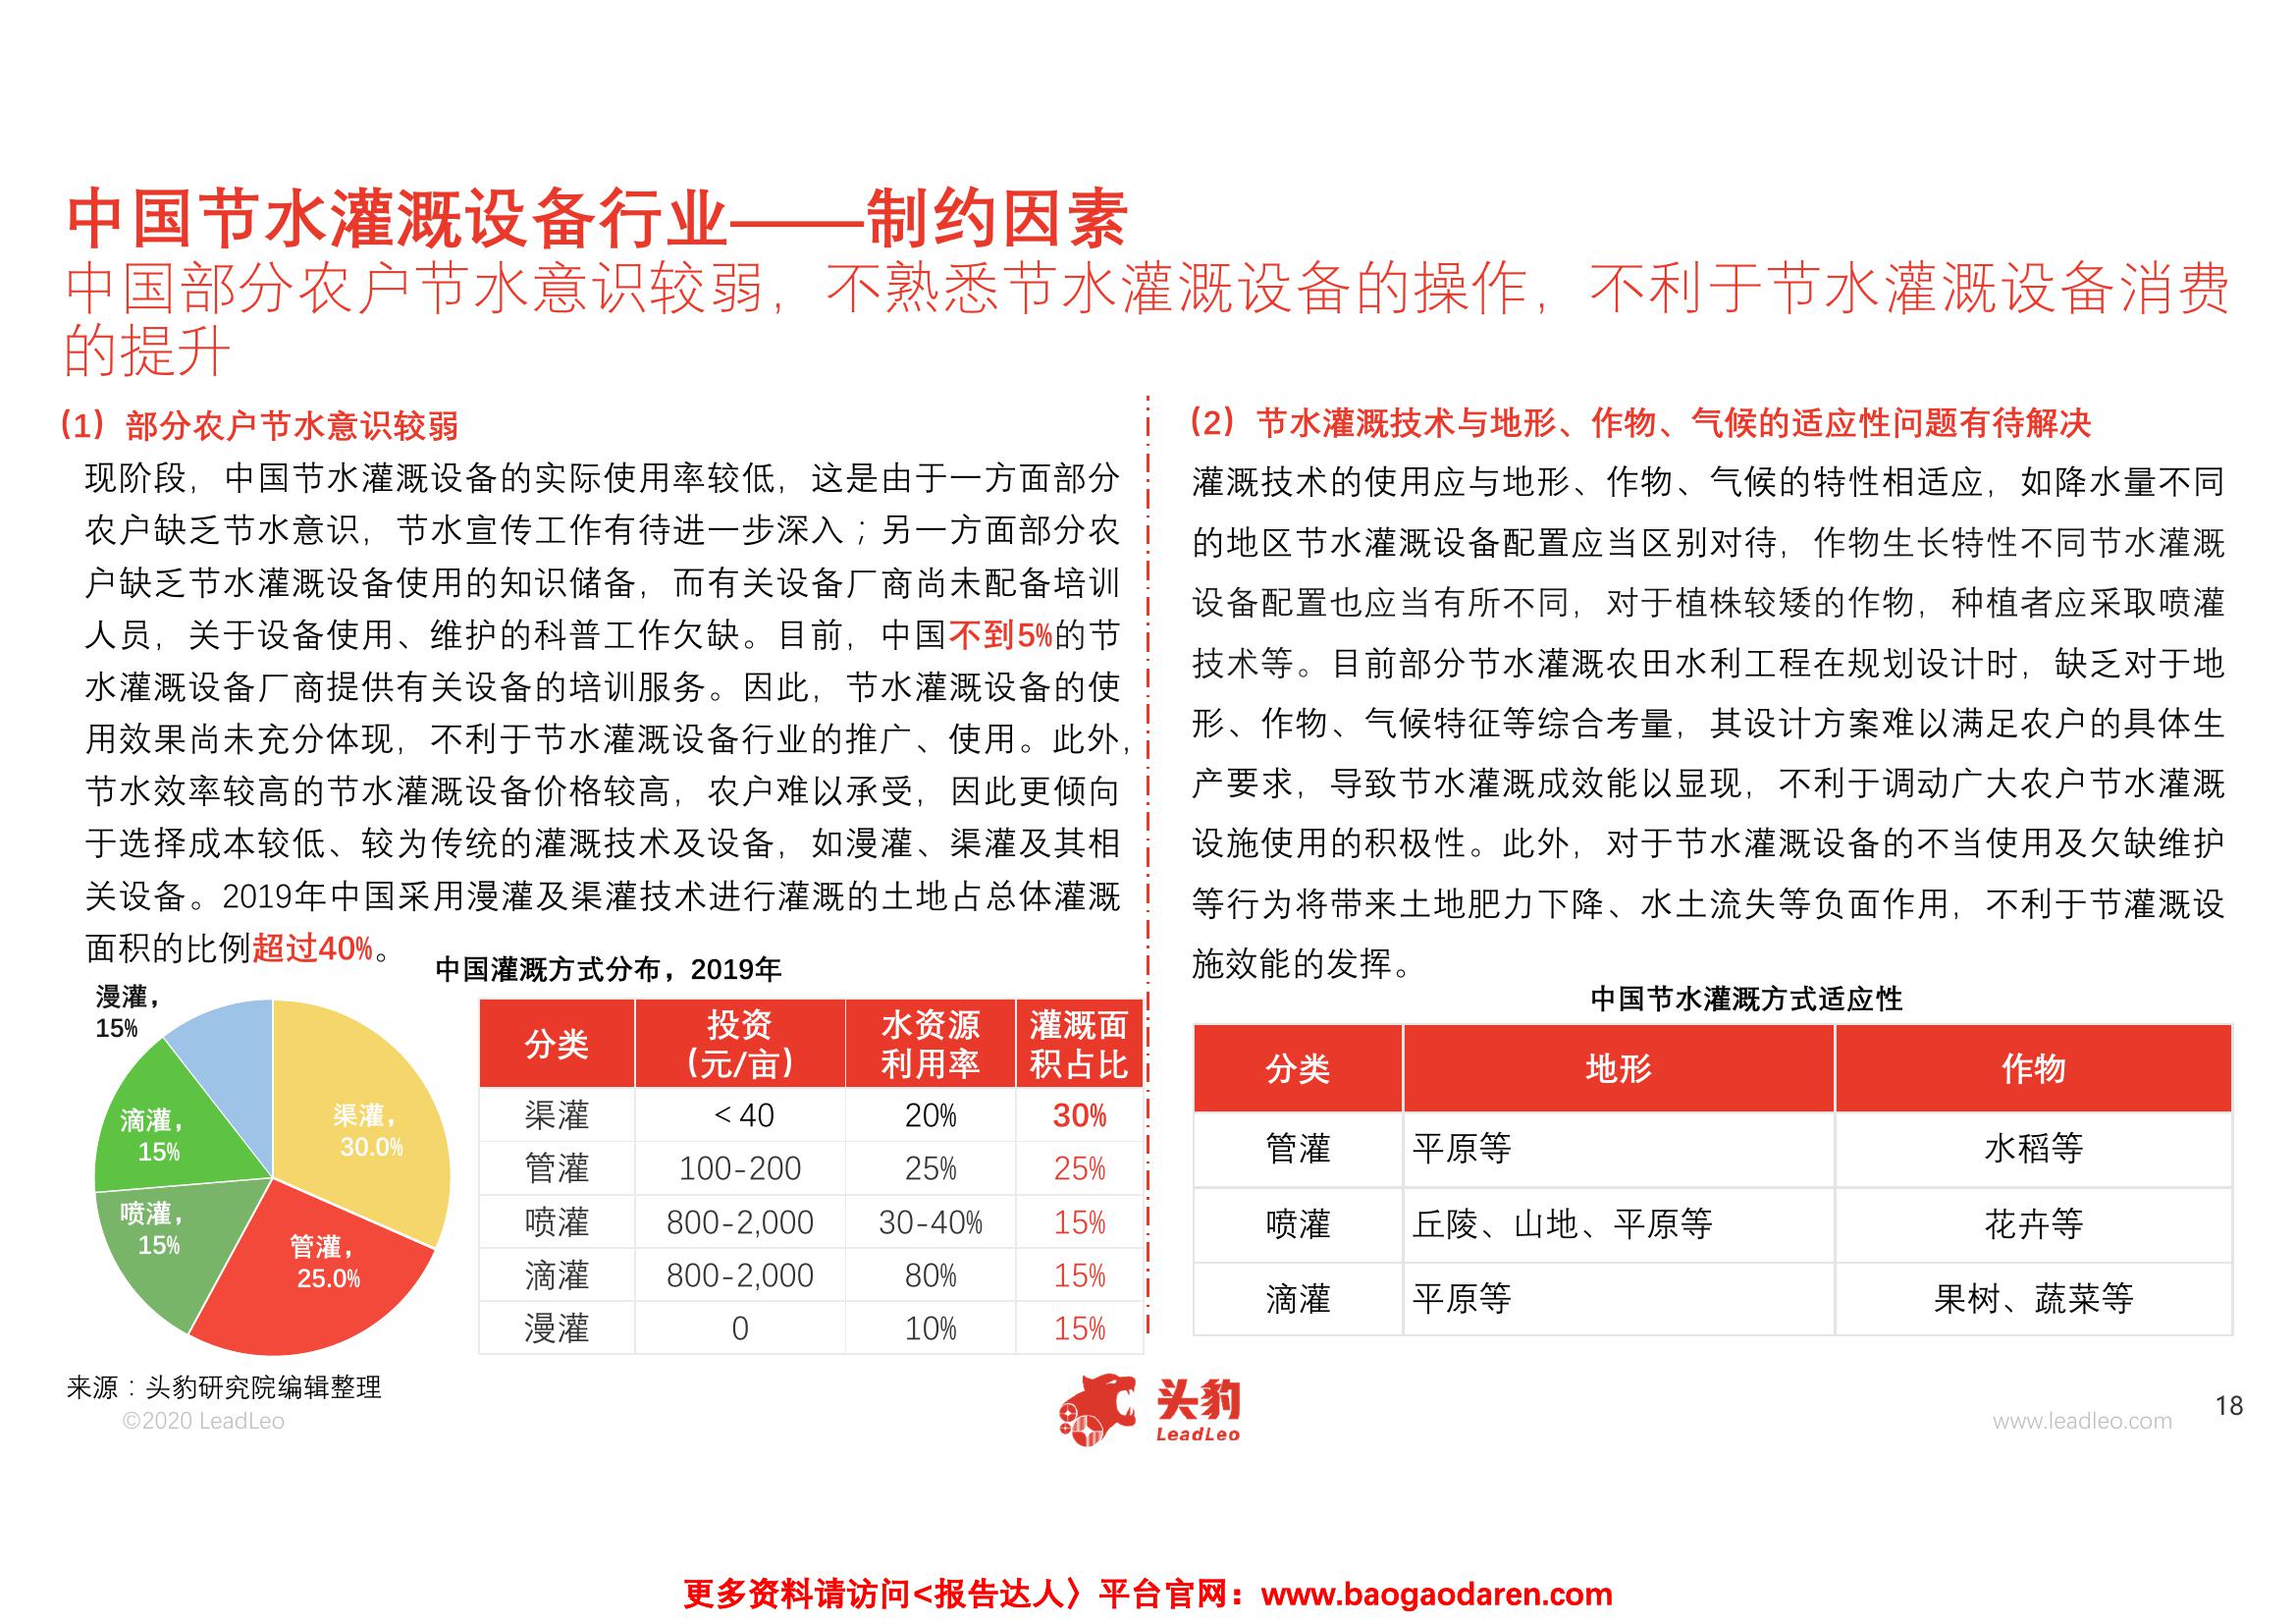 中国节水灌溉设备行业——制约因素
中国部分农户节水意识较弱，不熟悉节水灌溉设备的操作，不利于节水灌溉设备消费
的提升
（1）部分农户节水意识较弱
现阶段，中国节水灌溉设备的实际使用率较低，这是由于一方面部分
农户缺乏节水意识，节水宣传工作有待进一步深入；另一方面部分农
户缺乏节水灌溉设备使用的知识储备，而有关设备厂商尚未配备培训
人员，关于设备使用、维护的科普工作欠缺。目前，中国不到5%的节
水灌溉设备厂商提供有关设备的培训服务。因此，节水灌溉设备的使
用效果尚未充分体现，不利于节水灌溉设备行业的推广、使用。此外，
节水效率较高的节水灌溉设备价格较高，农户难以承受，因此更倾向
于选择成本较低、较为传统的灌溉技术及设备，如漫灌、渠灌及其相
关设备。2019年中国采用漫灌及渠灌技术进行灌溉的土地占总体灌溉
面积的比例超过40%。
中国灌溉方式分布，2019年
漫灌，
15%
滴灌，
15%
喷灌，
15%
渠灌，
30.0%
管灌，
25.0%
分类 投资（元/亩） 水资源利用率 灌溉面积占比
渠灌 ＜40 20% 30%
管灌 100-200 25% 25%
喷灌 800-2,000 30-40% 15%
滴灌 800-2,000 80% 15%
漫灌 0 10% 15%
（2）节水灌溉技术与地形、作物、气候的适应性问题有待解决
灌溉技术的使用应与地形、作物、气候的特性相适应，如降水量不同
的地区节水灌溉设备配置应当区别对待，作物生长特性不同节水灌溉
设备配置也应当有所不同，对于植株较矮的作物，种植者应采取喷灌
技术等。目前部分节水灌溉农田水利工程在规划设计时，缺乏对于地
形、作物、气候特征等综合考量，其设计方案难以满足农户的具体生
产要求，导致节水灌溉成效能以显现，不利于调动广大农户节水灌溉
设施使用的积极性。此外，对于节水灌溉设备的不当使用及欠缺维护
等行为将带来土地肥力下降、水土流失等负面作用，不利于节灌溉设
施效能的发挥。
中国节水灌溉方式适应性
分类 地形 作物
管灌 平原等 水稻等
喷灌 丘陵、山地、平原等 花卉等
滴灌 平原等 果树、蔬菜等
来源：头豹研究院编辑整理
©2020 LeadLeo
头豹
LeadLeo
www.leadleo.com
18
更多资料请访问<报告达人〉平台官网：www.baogaodaren.com